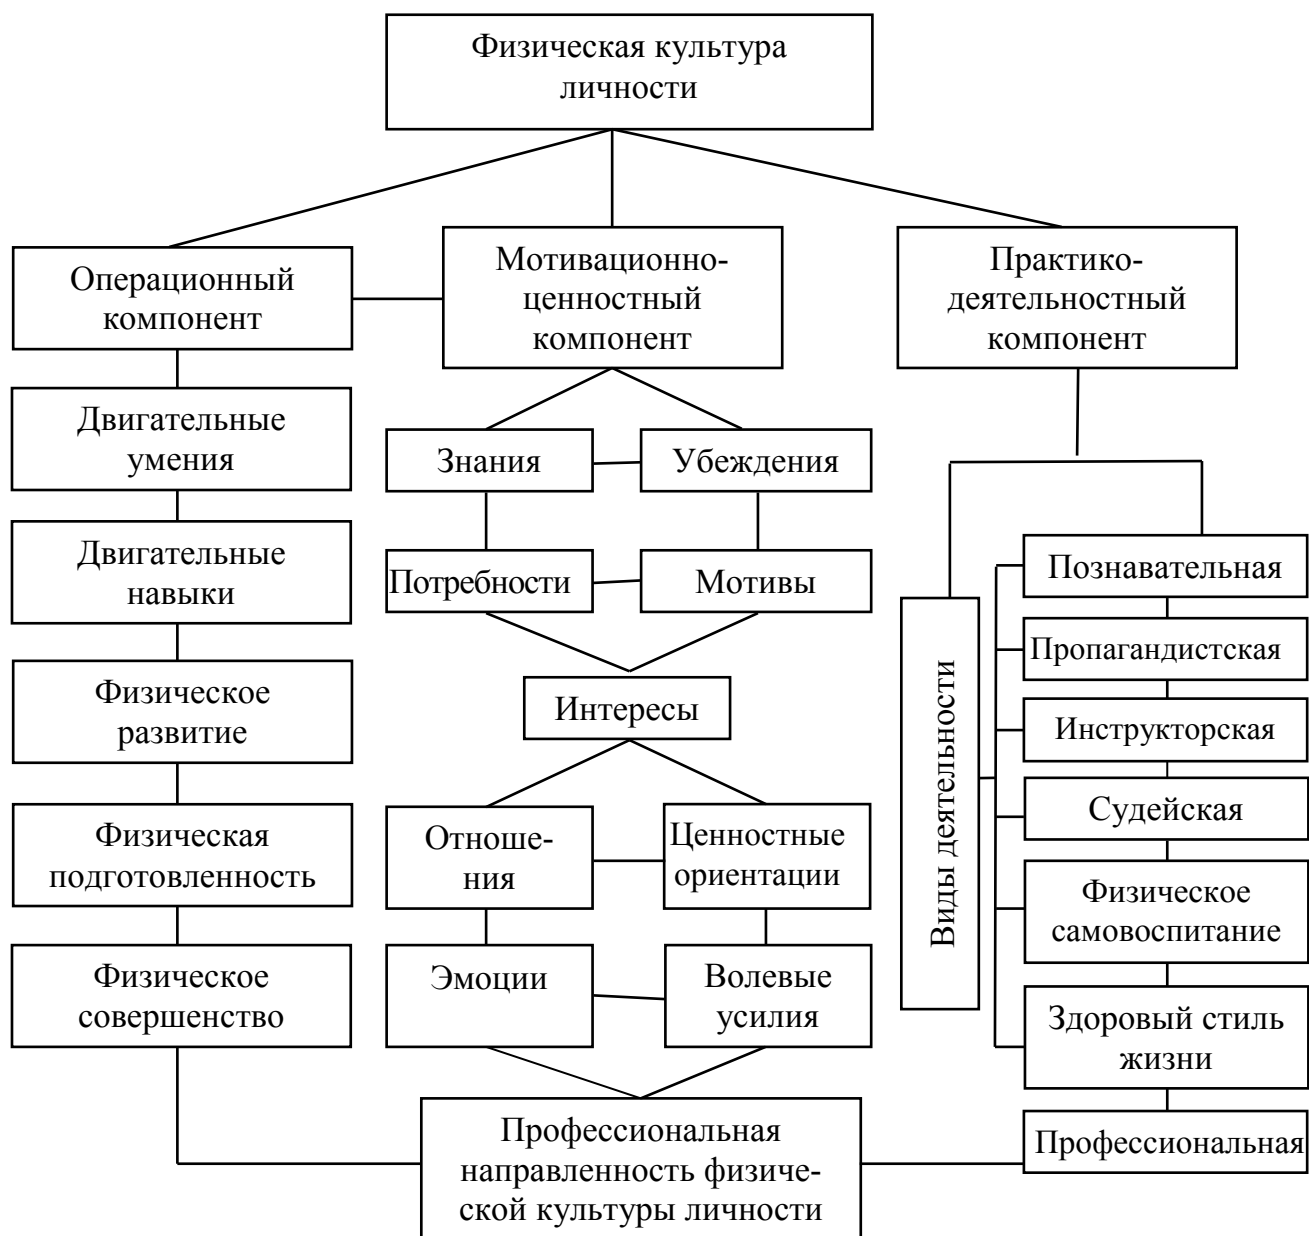 Физическая культура
личности
Операционный
компонент
Мотивационно-
ценностный
компонент
Практико-
деятельностный
компонент
Двигательные
умения
Двигательные
навыки
Физическое
развитие
Физическая
подготовленность
Физическое
совершенство
Знания
Убеждения
Потребности
Мотивы
Интересы
Отноше-
ния
Ценностные
ориентации
Эмоции
Волевые
усилия
Виды деятельности
Познавательная
Пропагандистская
Инструкторская
Судейская
Физическое
самовоспитание
Здоровый стиль
жизни
Профессиональная
Профессиональная
направленность физиче-
ской культуры личности